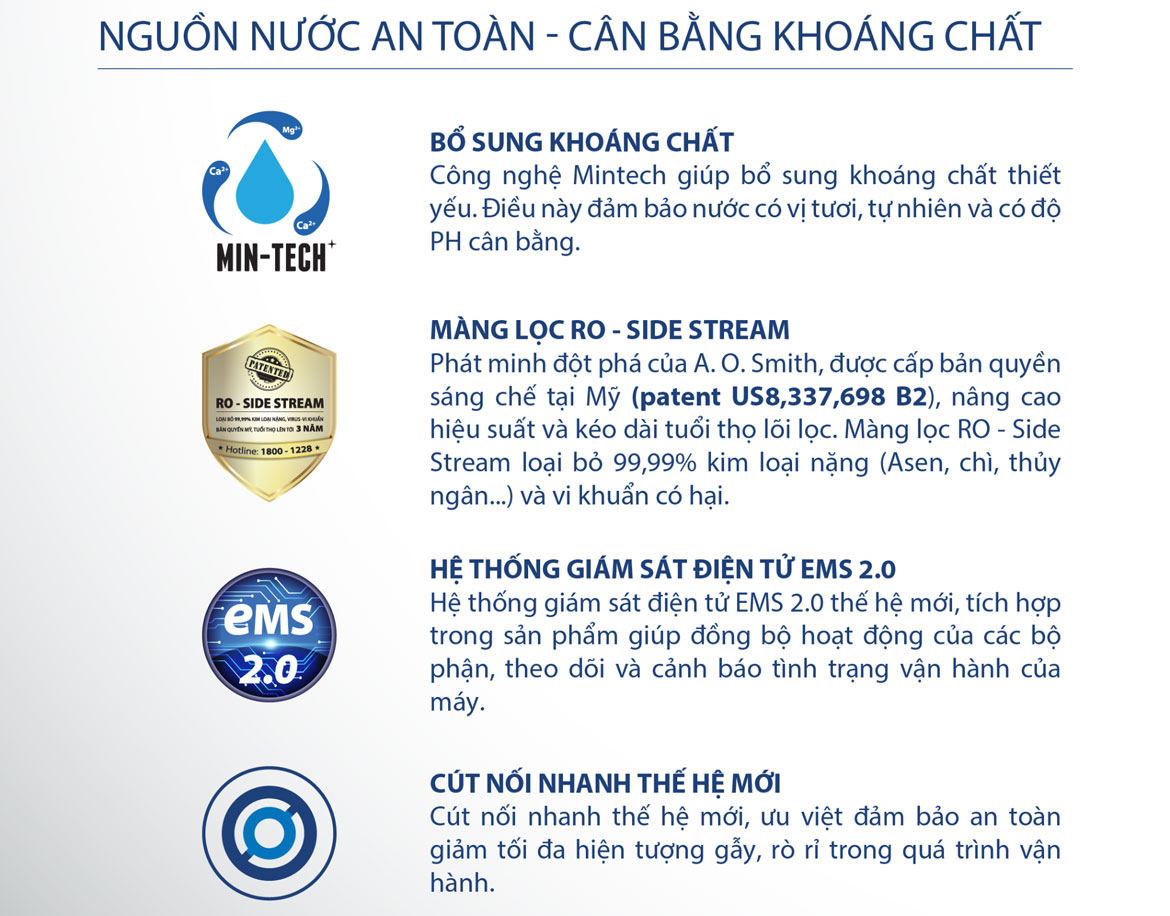 NGUỒN NƯỚC AN TOÀN - CÂN BẰNG KHOÁNG CHẤT
Mg²⁺
Ca²⁺
Ca²⁺
MIN-TECH⁺
BỔ SUNG KHOÁNG CHẤT
Công nghệ Mintech giúp bổ sung khoáng chất thiết
yếu. Điều này đảm bảo nước có vị tươi, tự nhiên và có độ
PH cân bằng.
PATENTED
RO - SIDE STREAM
LOẠI BỎ 99,99% KIM LOẠI NẶNG, VIRUS- VI KHUẨN
BẢN QUYỀN MỸ, TUỔI THỌ LÊN TỚI 3 NĂM
★ Hotline: 1800 - 1228 ★
MÀNG LỌC RO - SIDE STREAM
Phát minh đột phá của A. O. Smith, được cấp bản quyền
sáng chế tại Mỹ (patent US8,337,698 B2), nâng cao
hiệu suất và kéo dài tuổi thọ lõi lọc. Màng lọc RO - Side
Stream loại bỏ 99,99% kim loại nặng (Asen, chì, thủy
ngân...) và vi khuẩn có hại.
eMS
2.0
HỆ THỐNG GIÁM SÁT ĐIỆN TỬ EMS 2.0
Hệ thống giám sát điện tử EMS 2.0 thế hệ mới, tích hợp
trong sản phẩm giúp đồng bộ hoạt động của các bộ
phận, theo dõi và cảnh báo tình trạng vận hành của
máy.
CÚT NỐI NHANH THẾ HỆ MỚI
Cút nối nhanh thế hệ mới, ưu việt đảm bảo an toàn
giảm tối đa hiện tượng gẫy, rò rỉ trong quá trình vận
hành.